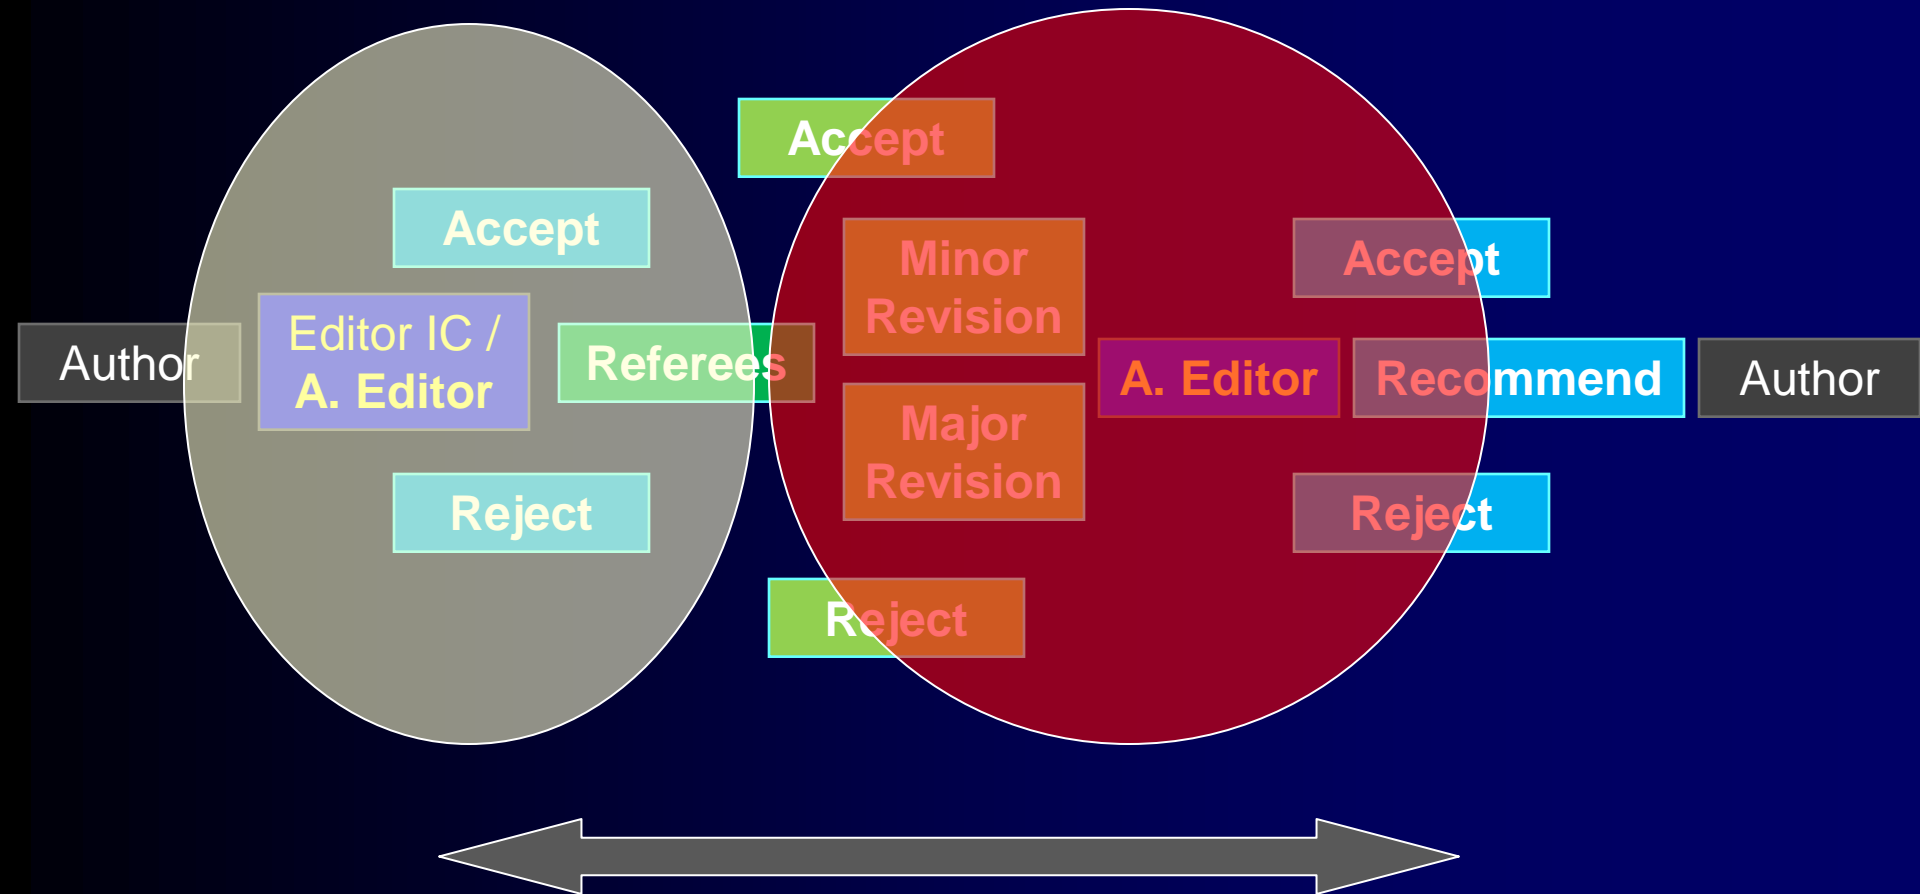 Author
Editor IC /
A. Editor
Accept
Reject
Referees
Accept
Minor
Revision
Major
Revision
Reject
A. Editor
Accept
Recommend
Reject
Author